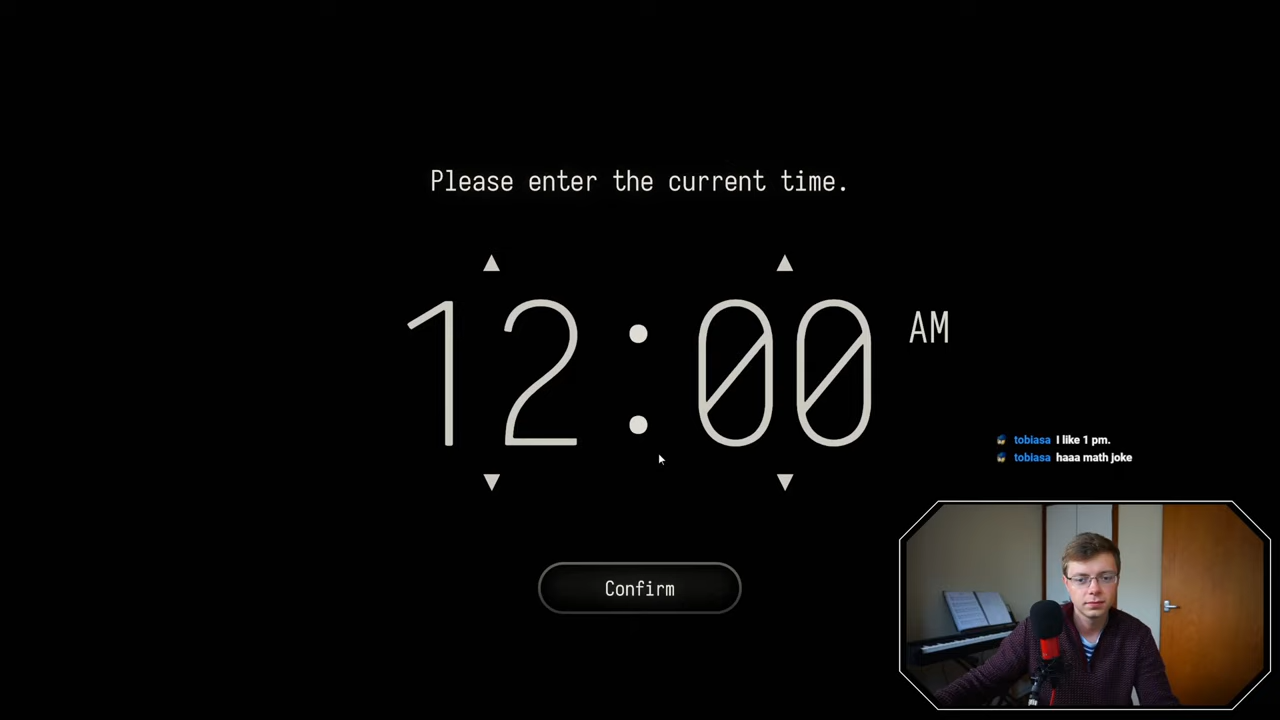 Please enter the current time.
▲ ▲
12:00 AM
▼ ▼
tobiasa I like 1 pm.
tobiasa haaa math joke
Confirm